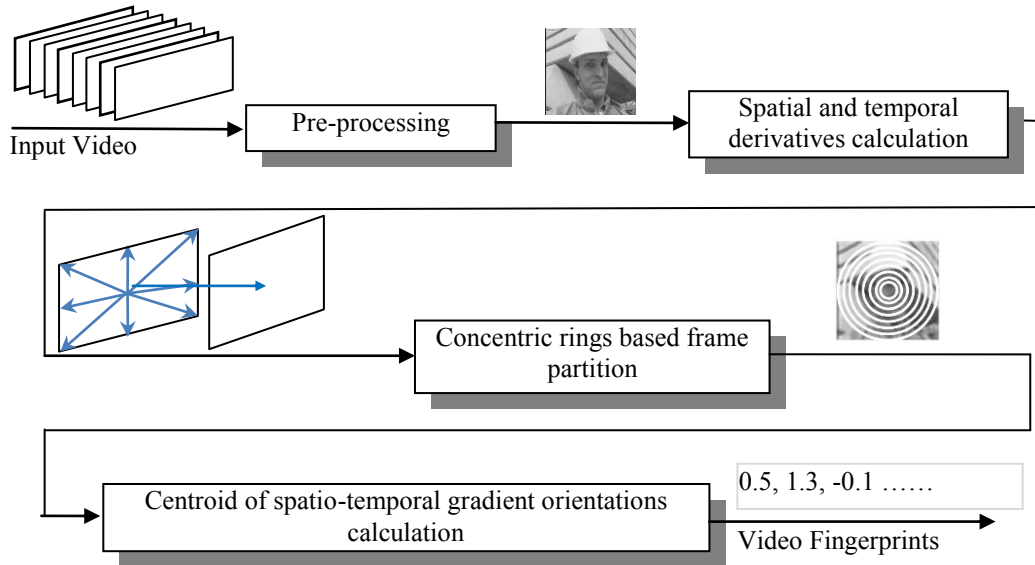 Input Video
Pre-processing
Spatial and temporal
derivatives calculation
Concentric rings based frame
partition
Centroid of spatio-temporal gradient orientations
calculation
0.5, 1.3, -0.1 ……
Video Fingerprints